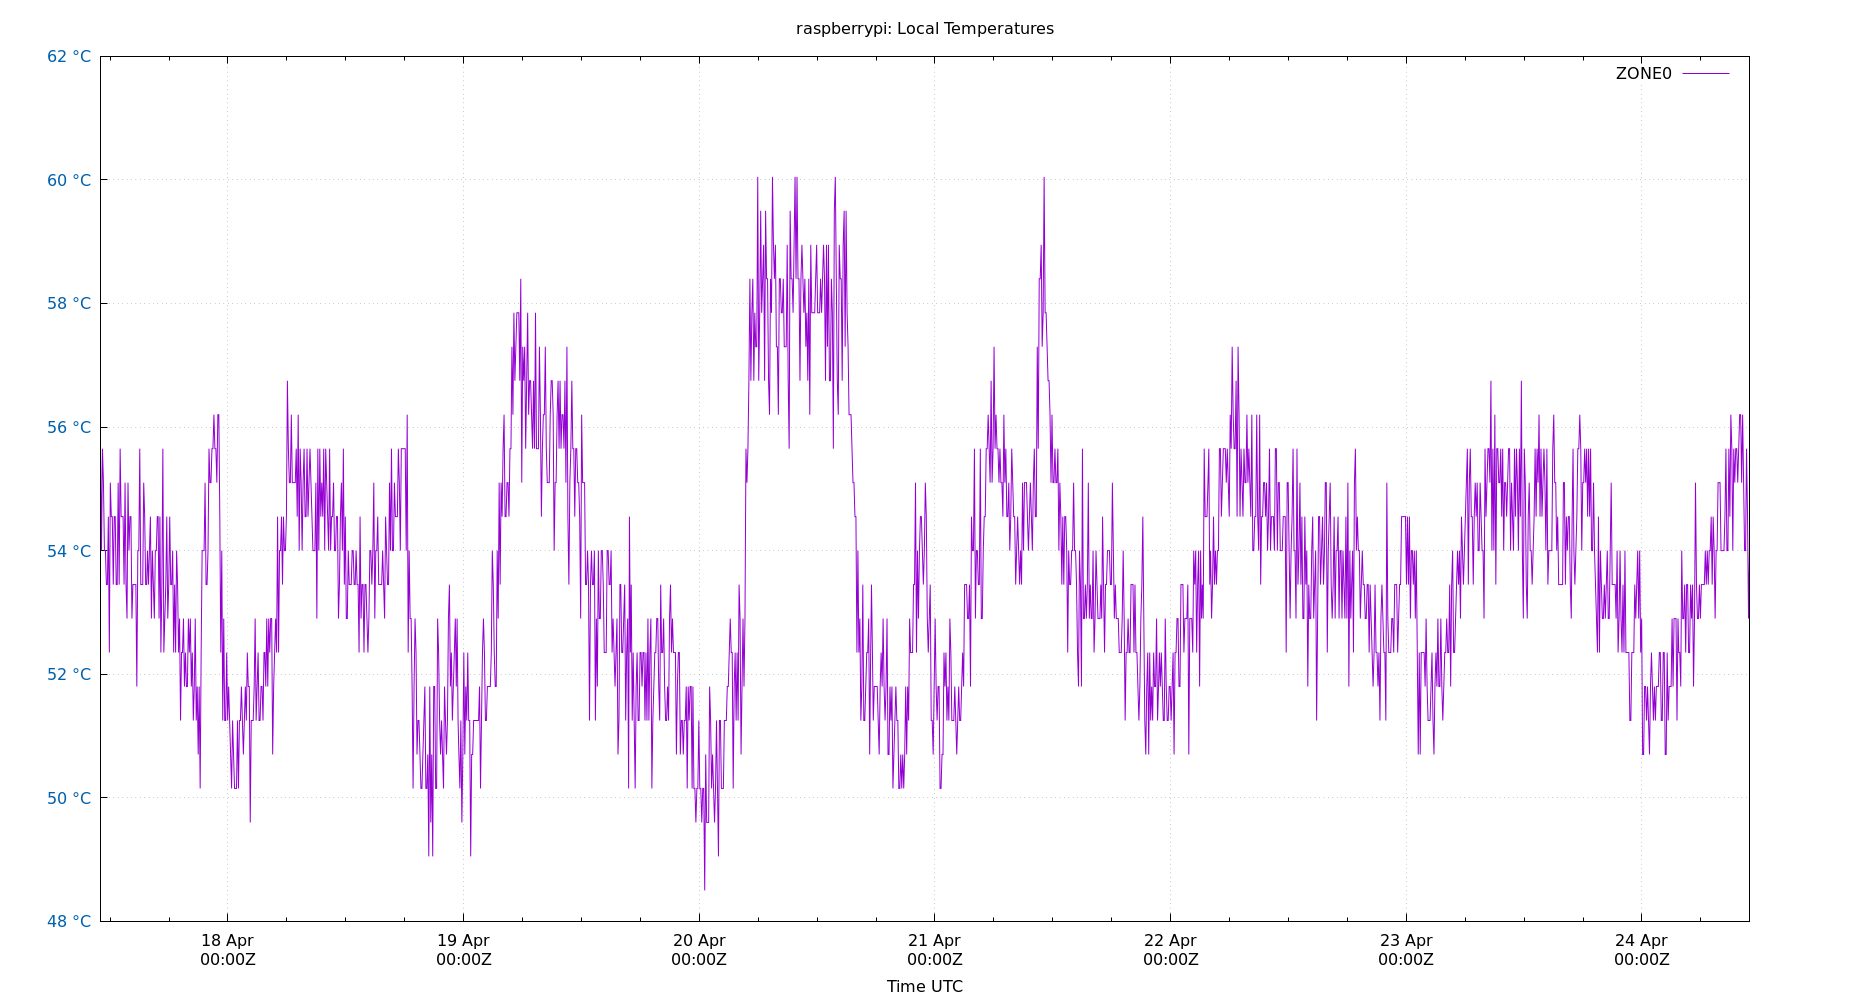 raspberrypi: Local Temperatures
ZONE0
62 °C
60 °C
58 °C
56 °C
54 °C
52 °C
50 °C
48 °C
18 Apr 19 Apr 20 Apr 21 Apr 22 Apr 23 Apr 24 Apr
00:00Z 00:00Z 00:00Z 00:00Z 00:00Z 00:00Z 00:00Z
Time UTC